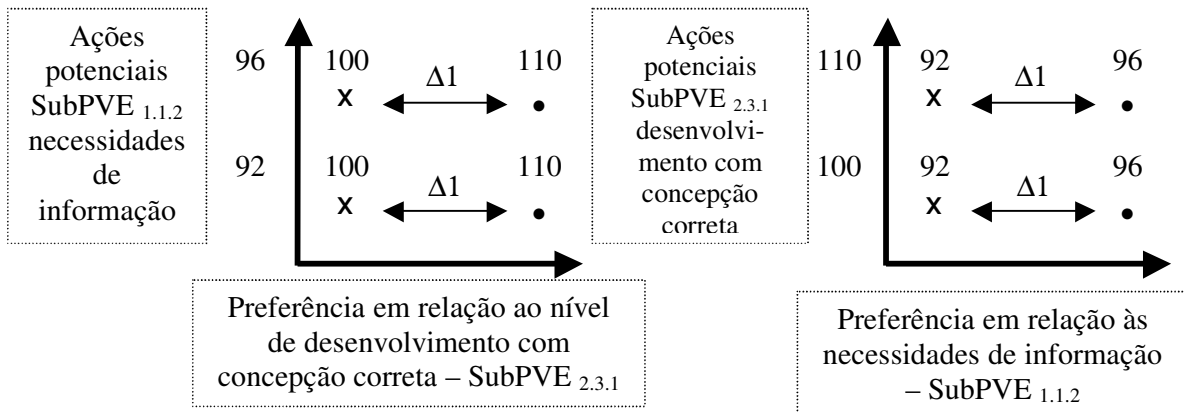 Ações
potenciais
SubPVE 1.1.2
necessidades
de
informação
96 100 110
x Δ1 •
92 100 110
x Δ1 •
Preferência em relação ao nível
de desenvolvimento com
concepção correta – SubPVE 2.3.1
Ações
potenciais
SubPVE 2.3.1
desenvolvi-
mento com
concepção
correta
110 92 96
x Δ1 •
100 92 96
x Δ1 •
Preferência em relação às
necessidades de informação
– SubPVE 1.1.2